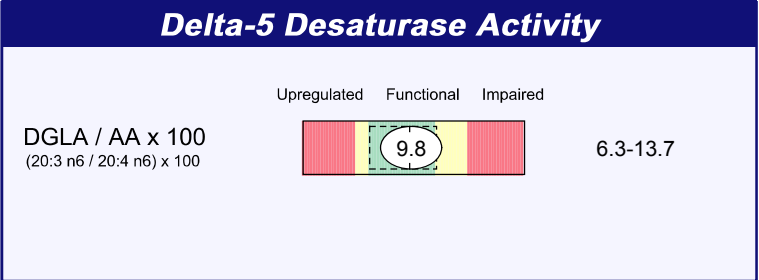 Delta-5 Desaturase Activity
Upregulated Functional Impaired
DGLA / AA x 100
(20:3 n6 / 20:4 n6) x 100
9.8
6.3-13.7